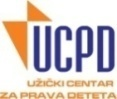 UCPD
UŽIČKI CENTAR
ZA PRAVA DETETA